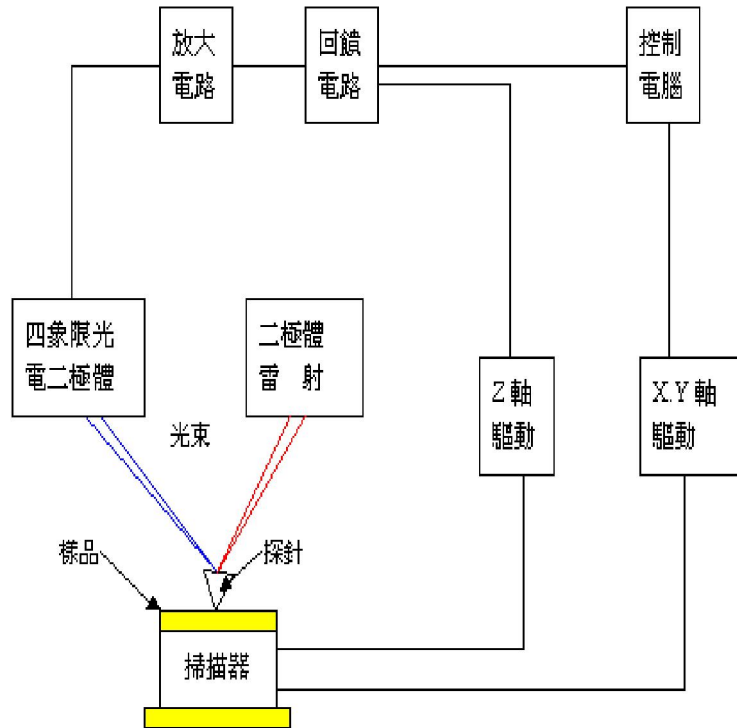 放大
電路
回饋
電路
控制
電腦
四象限光
電二極體
二極體
雷 射
光束
Z 軸
驅動
X.Y 軸
驅動
樣品
探針
掃描器